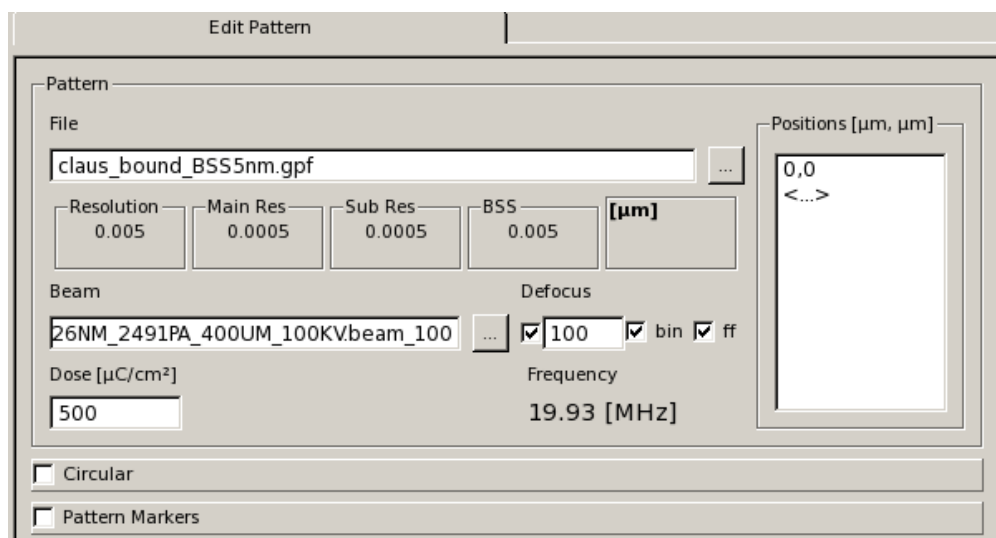 Edit Pattern
Pattern
File
Positions [µm, µm]
claus_bound_BSS5nm.gpf
...
0,0
<...>
Resolution
Main Res
Sub Res
BSS
[µm]
0.005
0.0005
0.0005
0.005
Beam
Defocus
26NM_2491PA_400UM_100KV.beam_100
...
100
bin
ff
Dose [µC/cm²]
Frequency
500
19.93 [MHz]
Circular
Pattern Markers